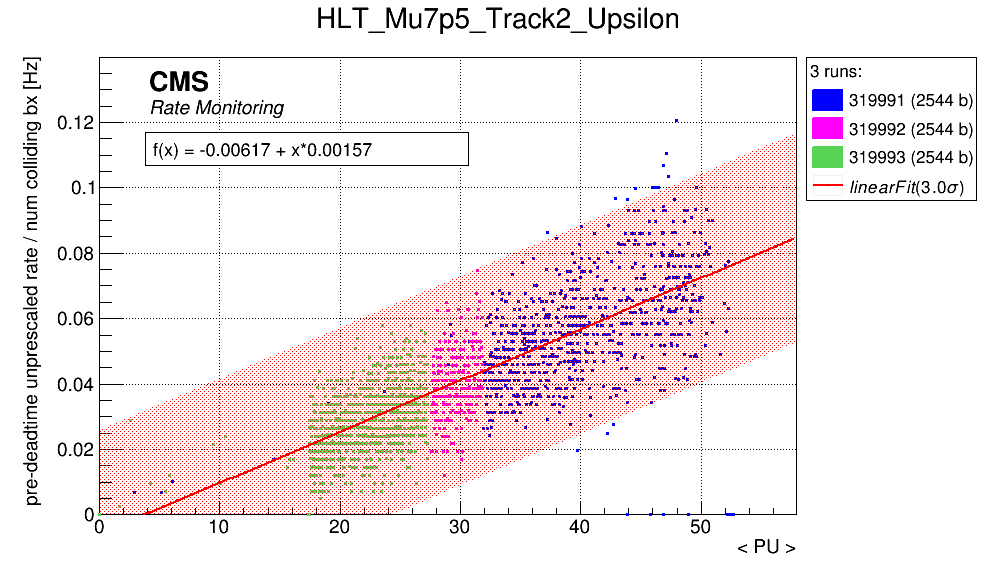 HLT_Mu7p5_Track2_Upsilon
pre-deadtime unprescaled rate / num colliding bx [Hz]
CMS
Rate Monitoring
f(x) = -0.00617 + x*0.00157
0.12
0.1
0.08
0.06
0.04
0.02
0
0 10 20 30 40 50
< PU >
3 runs:
319991 (2544 b)
319992 (2544 b)
319993 (2544 b)
linearFit(3.0σ)